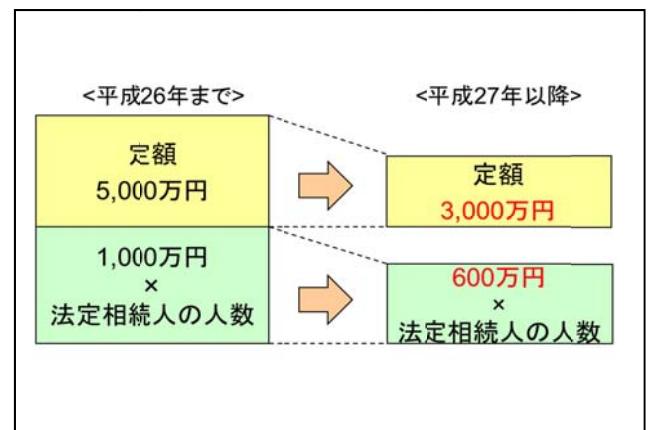 <平成26年まで>
定額
5,000万円
1,000万円
×
法定相続人の人数
<平成27年以降>
定額
3,000万円
600万円
×
法定相続人の人数